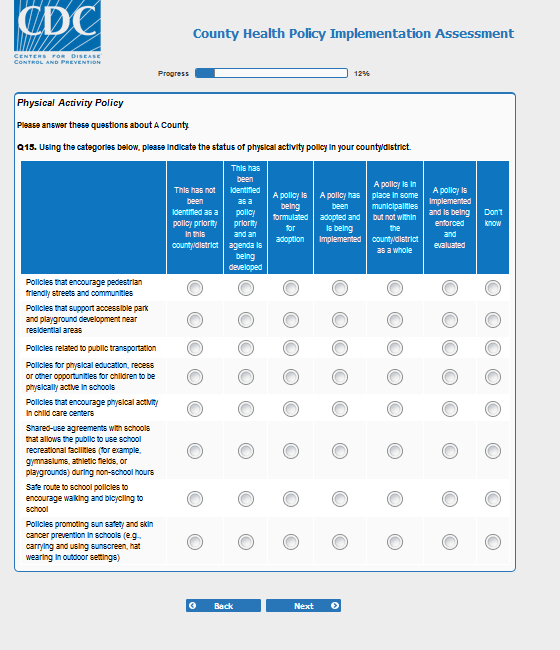 CDC
CENTERS FOR DISEASE
CONTROL AND PREVENTION
County Health Policy Implementation Assessment
Progress 12%
Physical Activity Policy
Please answer these questions about A County.
Q15. Using the categories below, please indicate the status of physical activity policy in your county/district.
This has not
been
identified as a
policy priority
in this
county/district
This has
been
identified
as a
policy
priority
and an
agenda is
being
developed
A policy is
being
formulated
for
adoption
A policy has
been
adopted and
is being
implemented
A policy is in
place in some
municipalities
but not within
the
county/district
as a whole
A policy is
implemented
and is being
enforced
and
evaluated
Don't
know
Policies that encourage pedestrian
friendly streets and communities
Policies that support accessible park
and playground development near
residential areas
Policies related to public transportation
Policies for physical education, recess
or other opportunities for children to be
physically active in schools
Policies that encourage physical activity
in child care centers
Shared-use agreements with schools
that allows the public to use school
recreational facilities (for example,
gymnasiums, athletic fields, or
playgrounds) during non-school hours
Safe route to school policies to
encourage walking and bicycling to
school
Policies promoting sun safety and skin
cancer prevention in schools (e.g.,
carrying and using sunscreen, hat
wearing in outdoor settings)
Back Next